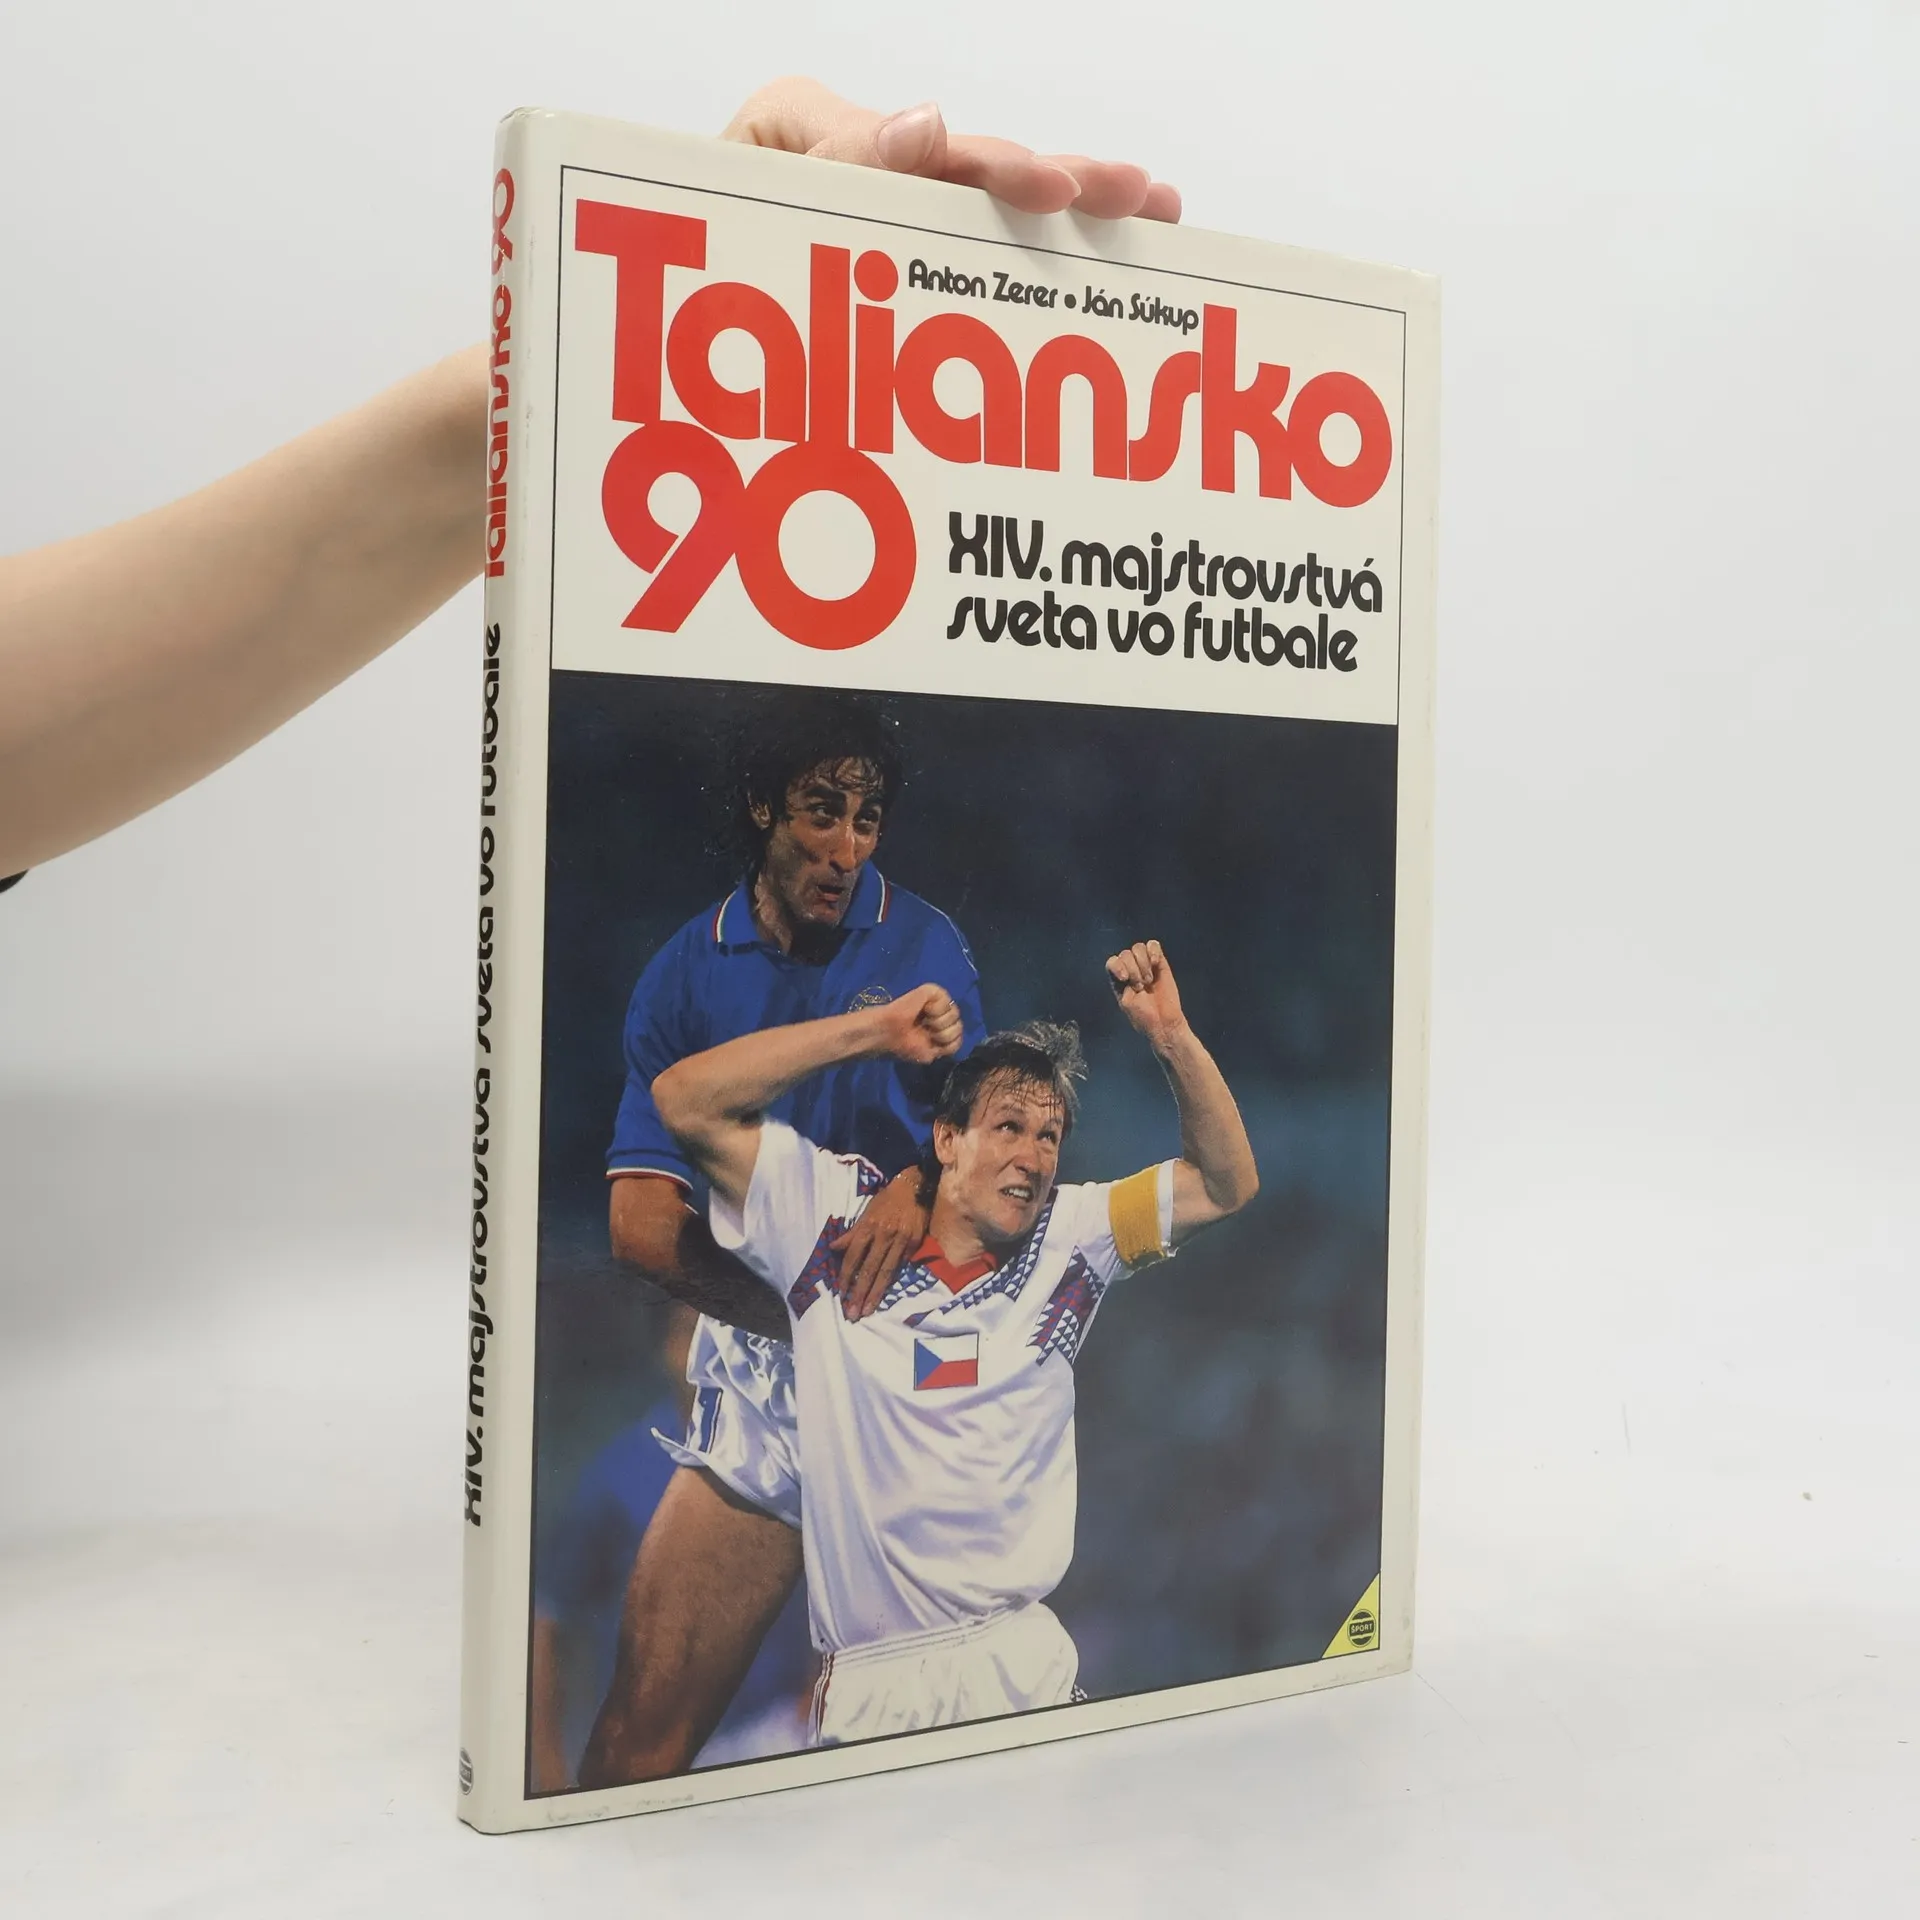 Anton Zerer • Ján Súkup
Taliansko
90
XIV. majstrovstvá
sveta vo futbale
ŠPORT
XIV. majstrovstvá sveta vo futbale Taliansko 90